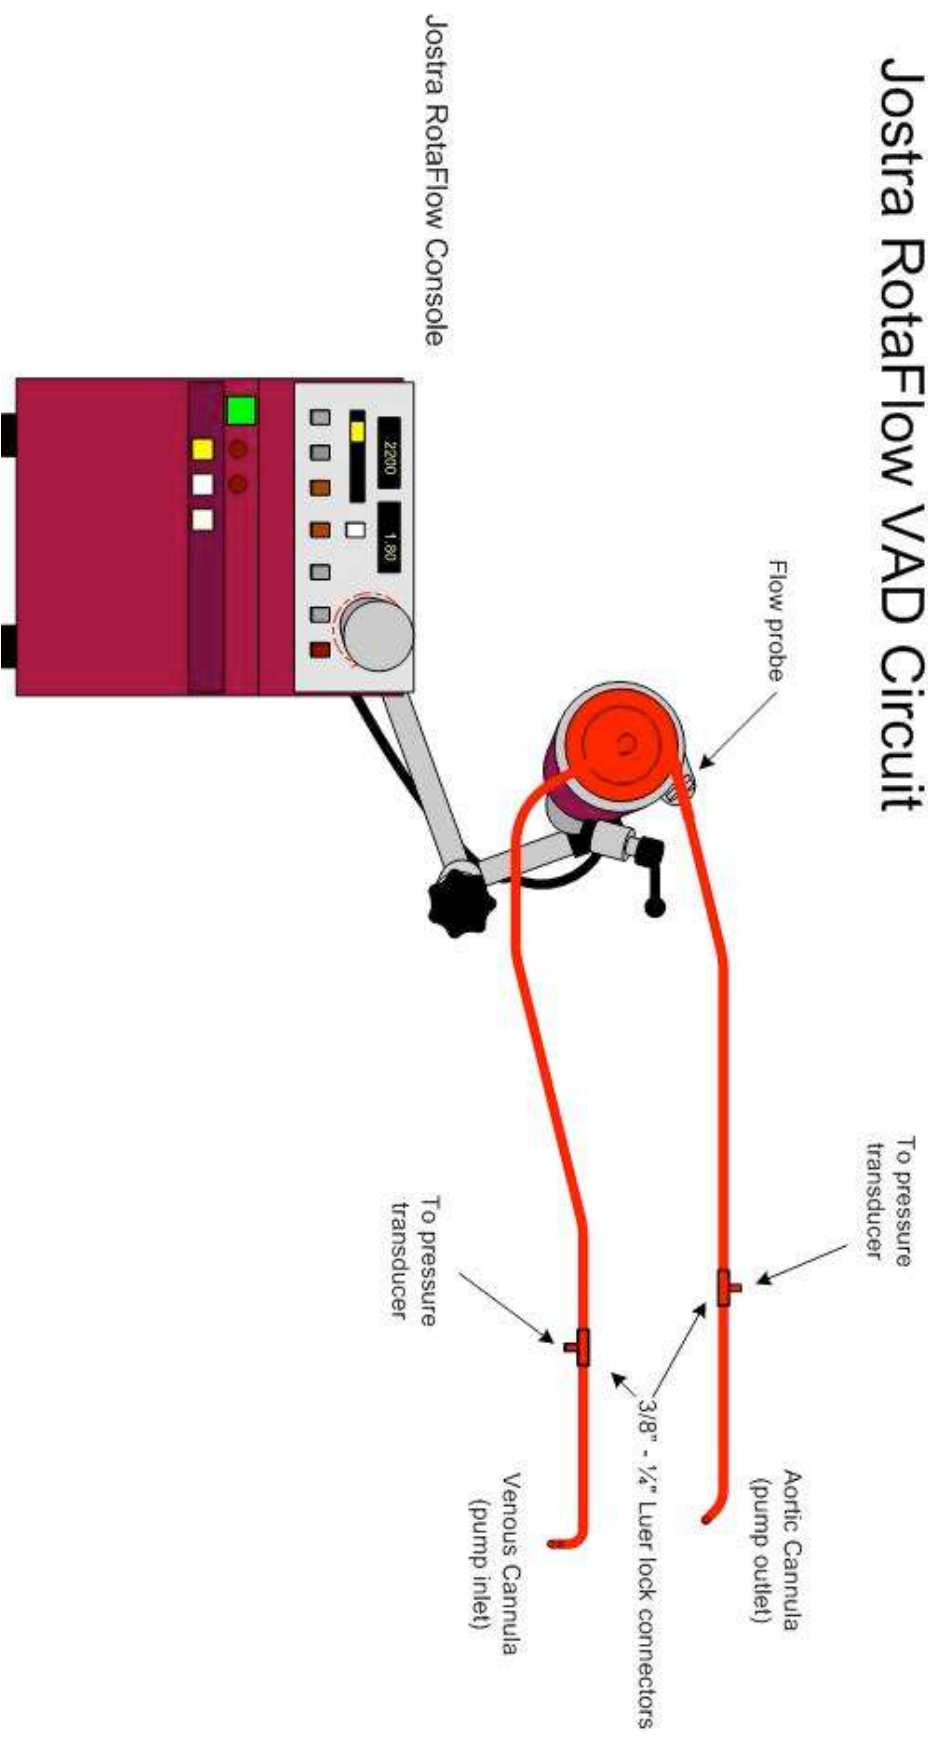 Jostra RotaFlow VAD Circuit
To pressure
transducer
Aortic Cannula
(pump outlet)
Flow probe
3/8" - ¼" Luer lock connectors
Venous Cannula
(pump inlet)
To pressure
transducer
Jostra RotaFlow Console
2200
1.80